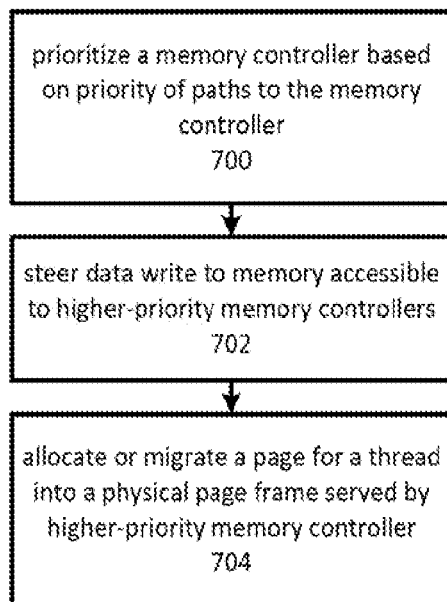 prioritize a memory controller based
on priority of paths to the memory
controller
700
steer data write to memory accessible
to higher-priority memory controllers
702
allocate or migrate a page for a thread
into a physical page frame served by
higher-priority memory controller
704